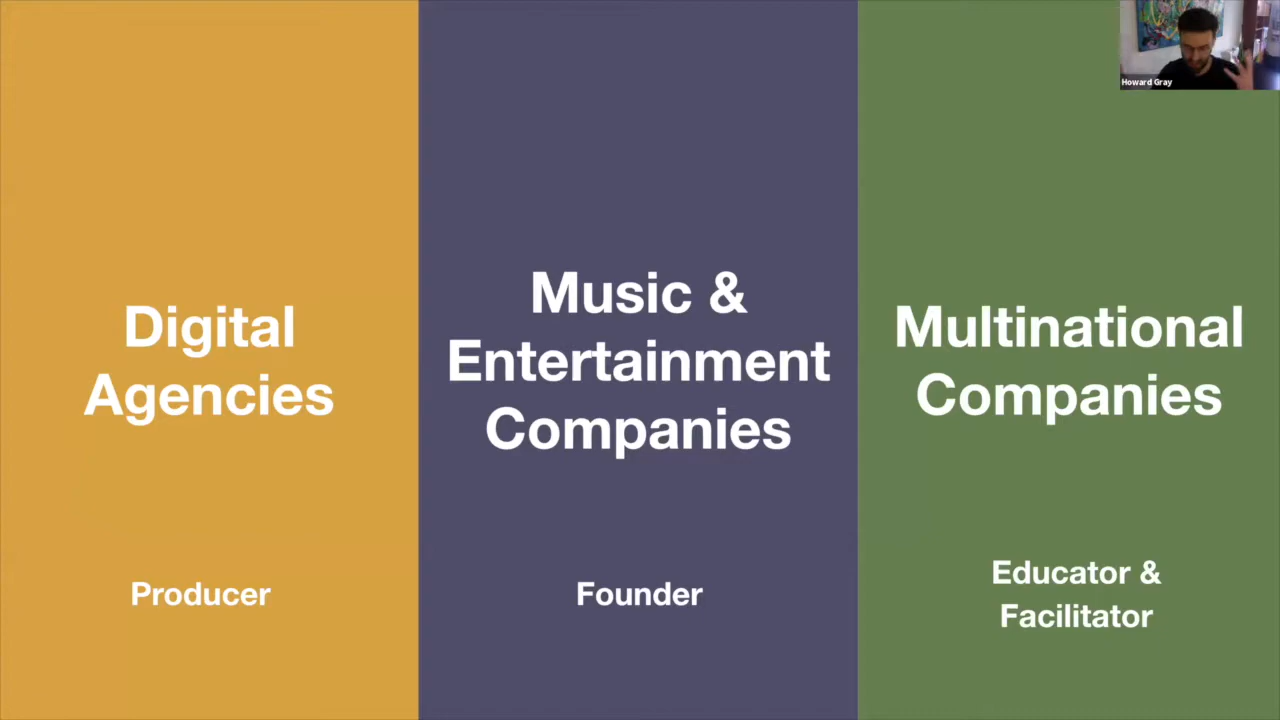 Digital
Agencies
Producer
Music &
Entertainment
Companies
Founder
Multinational
Companies
Educator &
Facilitator
Howard Gray